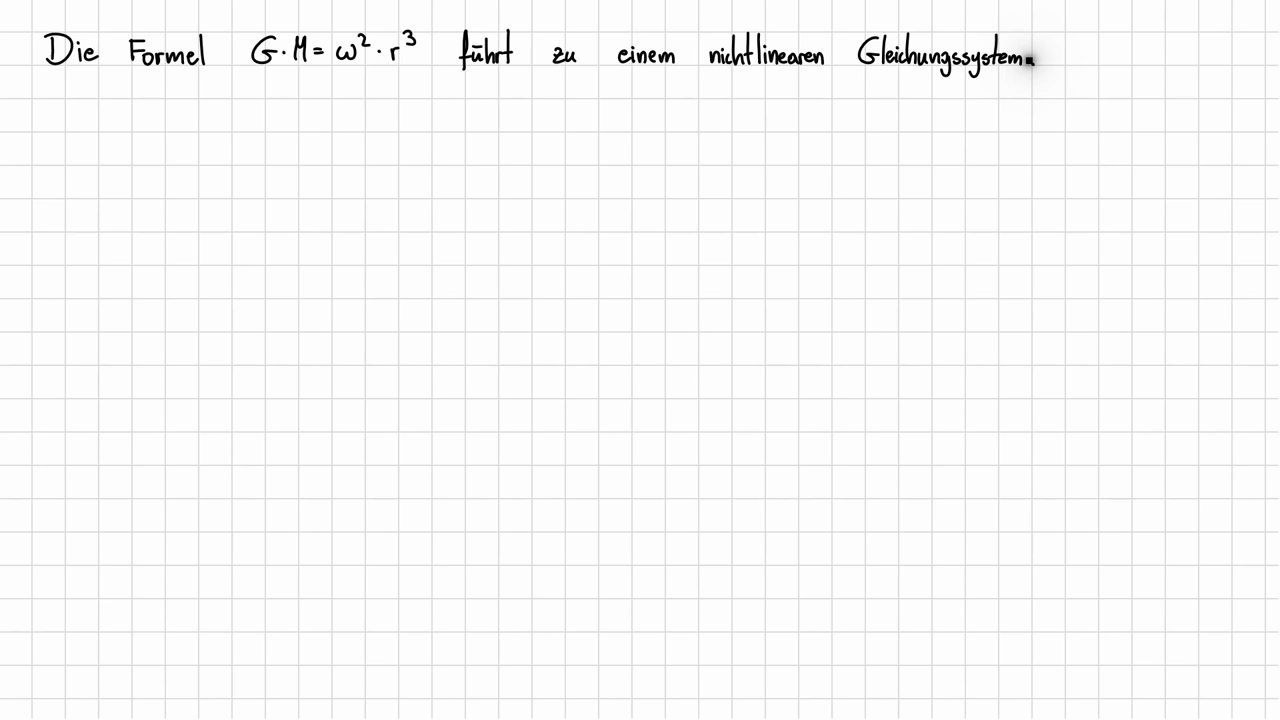 Die Formel G · M = ω² · r³ führt zu einem nichtlinearen Gleichungssystem.